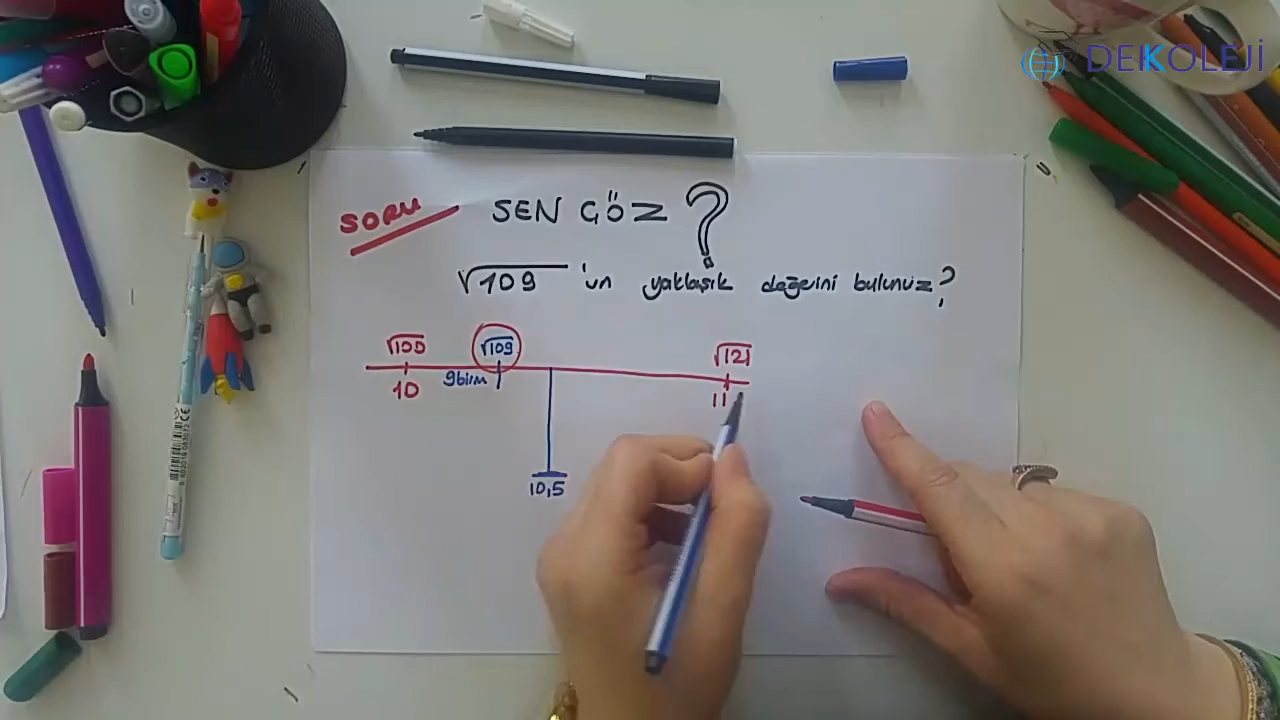 DEKOLEJİ
SORU
SEN ÇÖZ ?
√109 'un yaklaşık değerini bulunuz?
√100 √109 √121
10 9birim 11
10,5